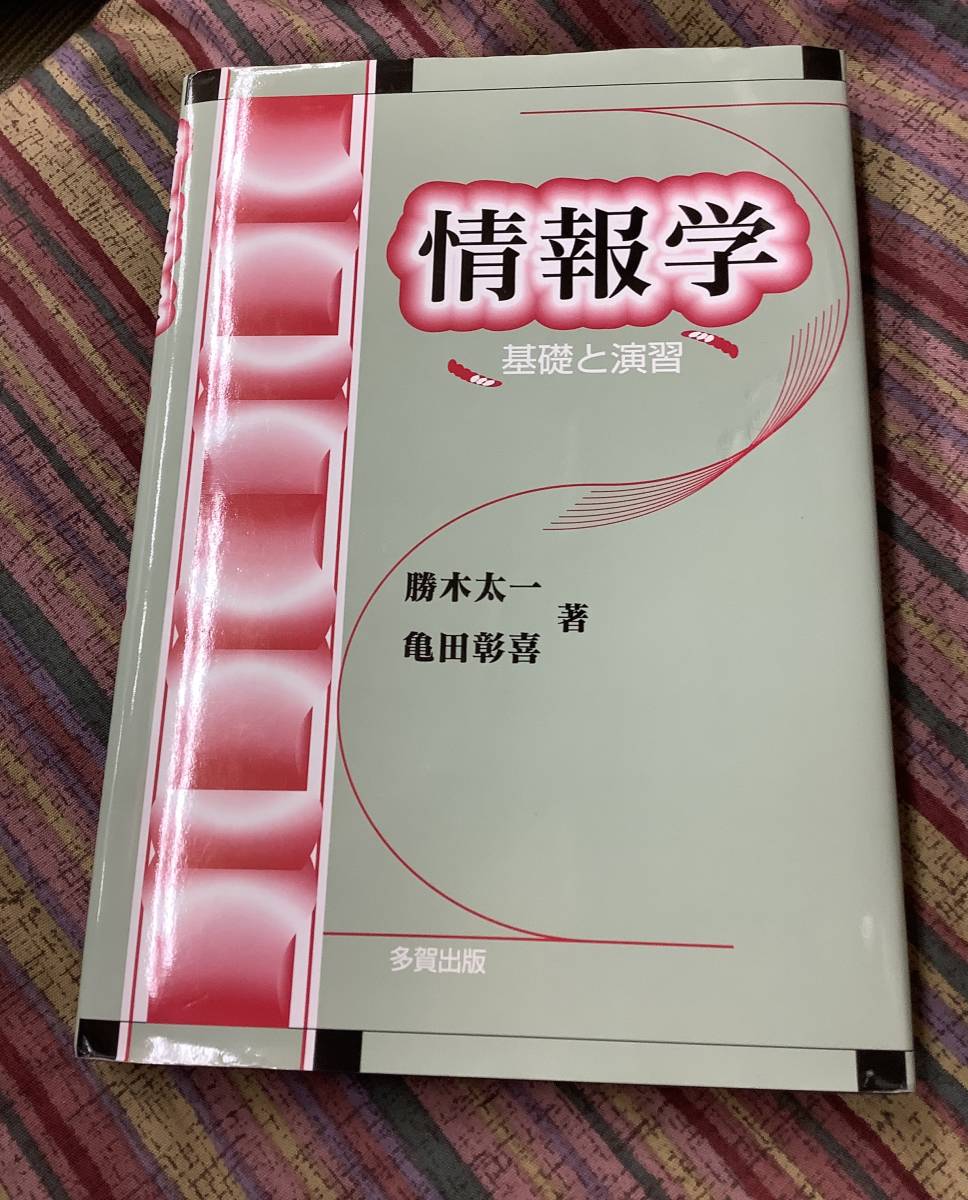 情報学
基礎と演習
勝木太一
亀田彰喜
著
多賀出版